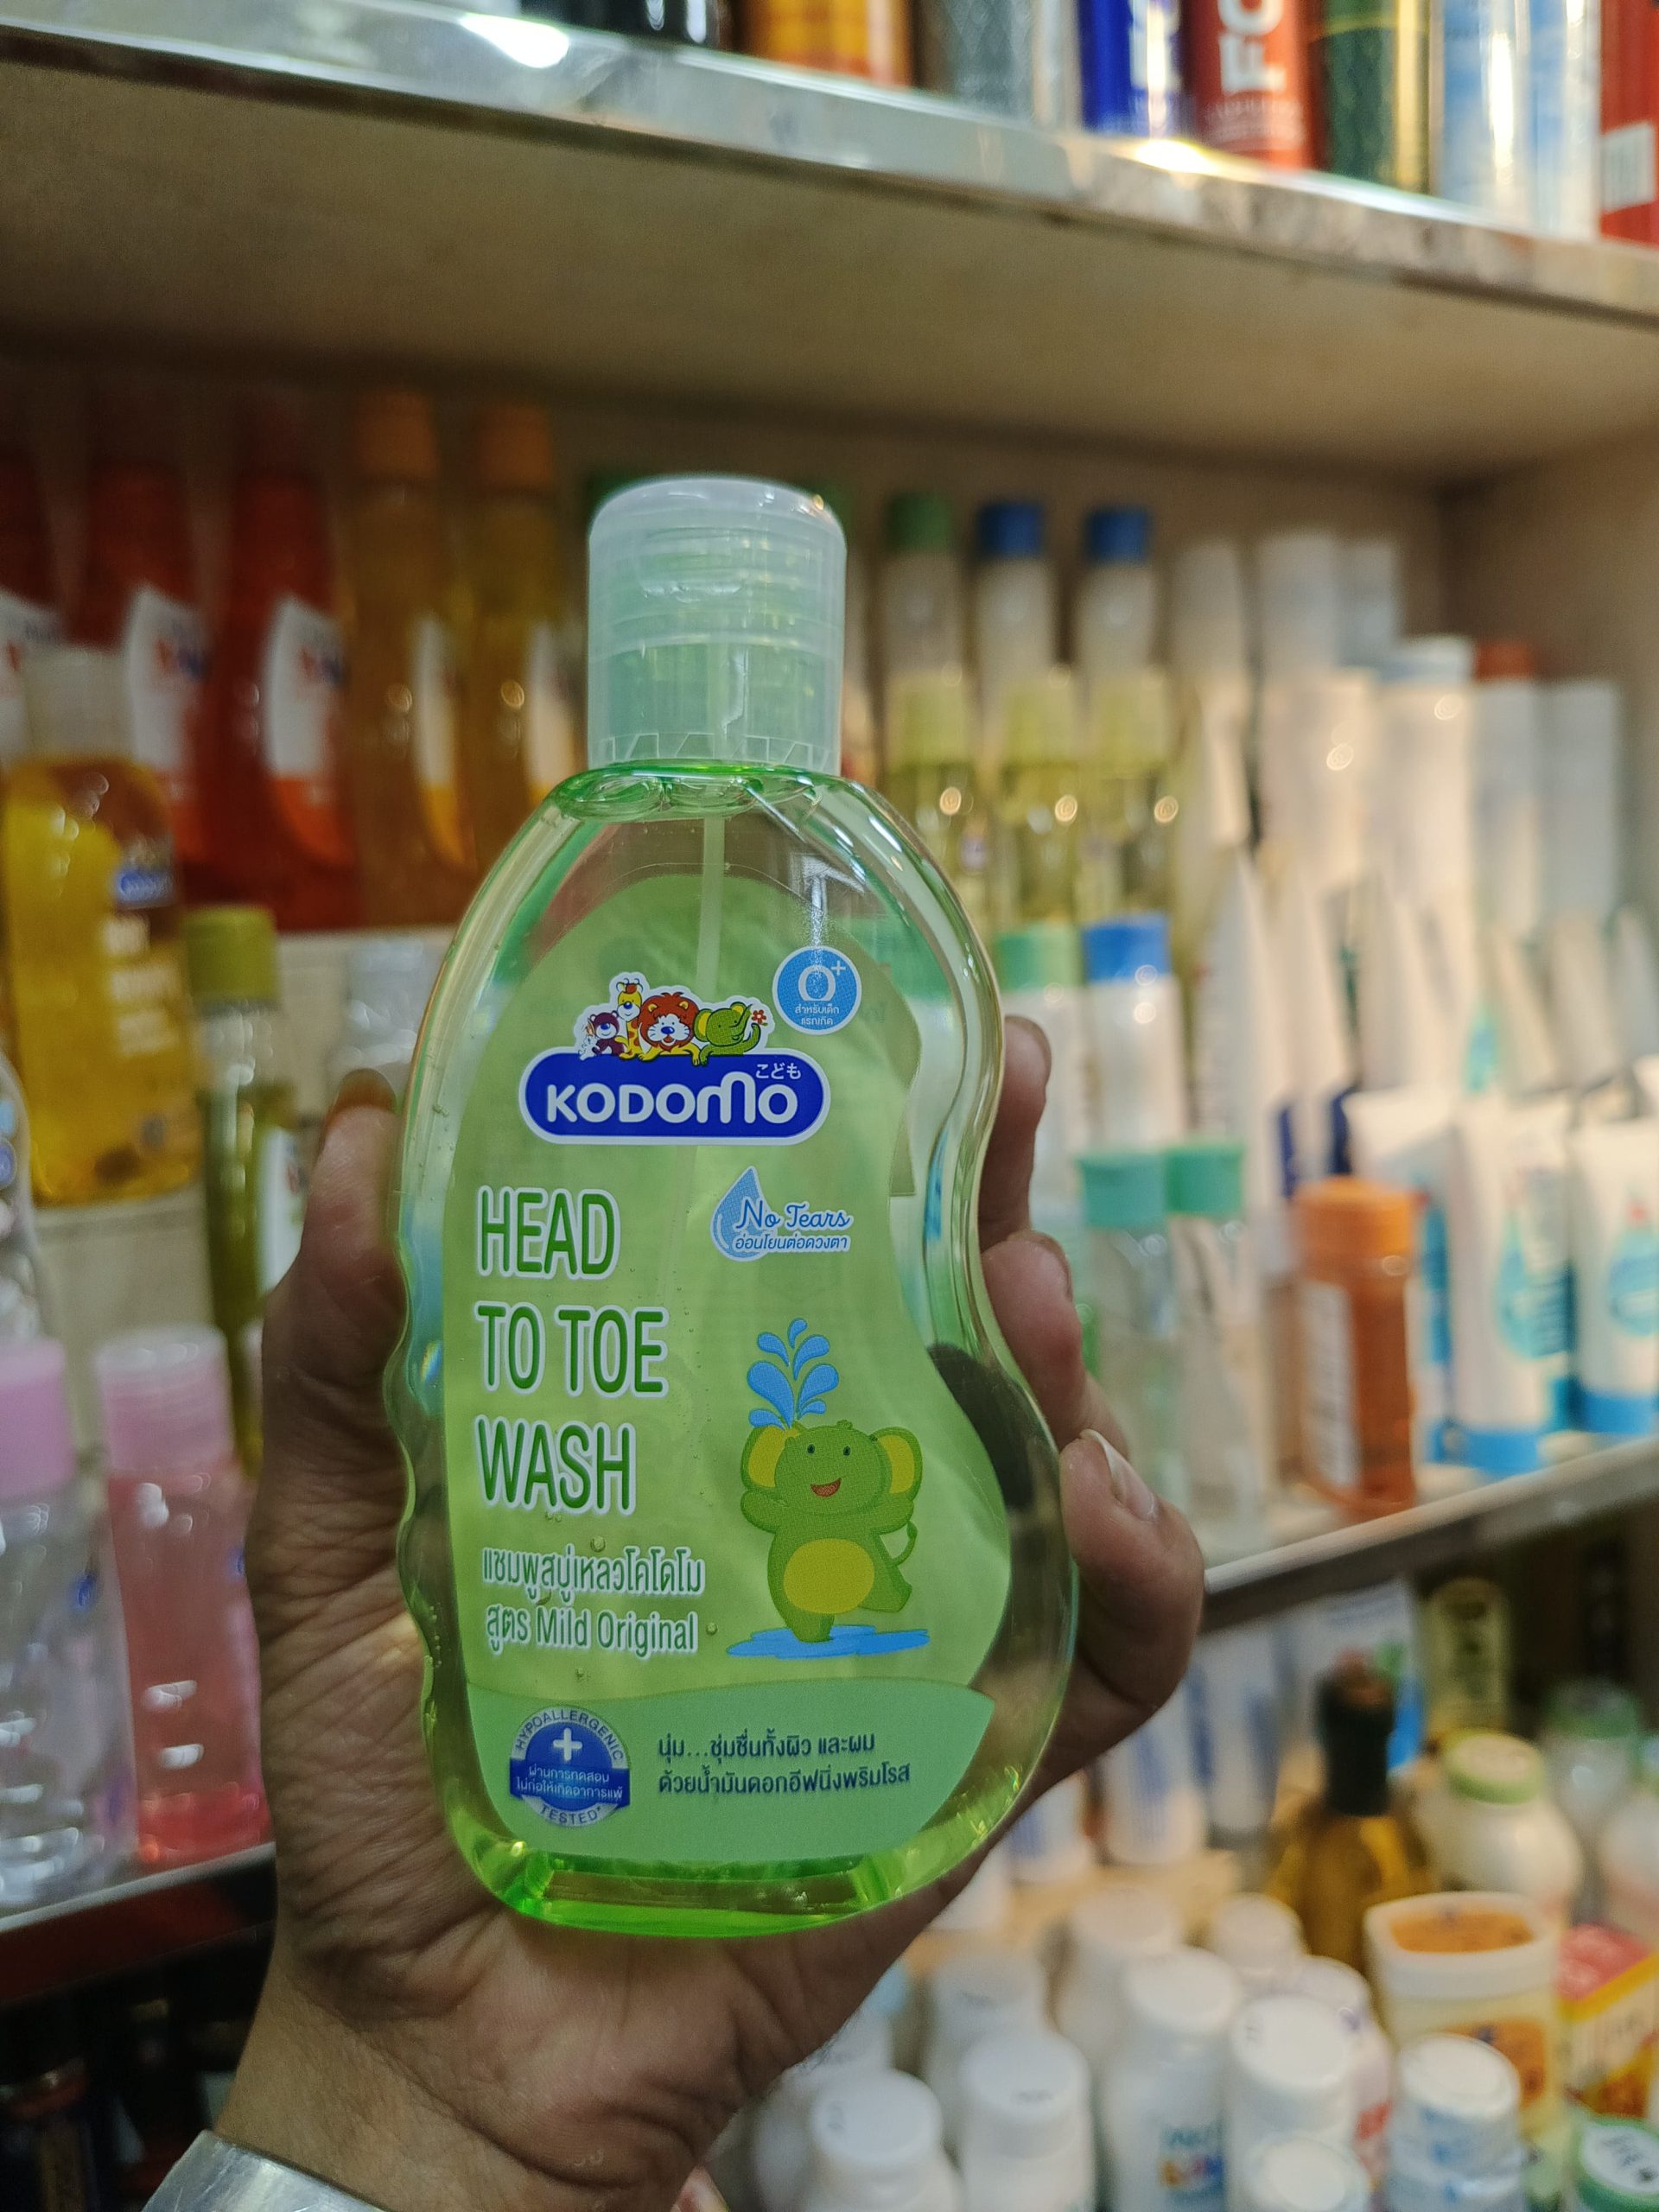 0+
สำหรับเด็ก
แรกเกิด
こども
KODOMO
HEAD
TO TOE
WASH
No Tears
อ่อนโยนต่อดวงตา
แชมพูสบู่เหลวโคโดโม
สูตร Mild Original
HYPOALLERGENIC
ผ่านการทดสอบ
ไม่ก่อให้เกิดอาการแพ้
TESTED*
นุ่ม...ชุ่มชื่นทั้งผิว และผม
ด้วยน้ำมันดอกอีฟนิ่งพริมโรส